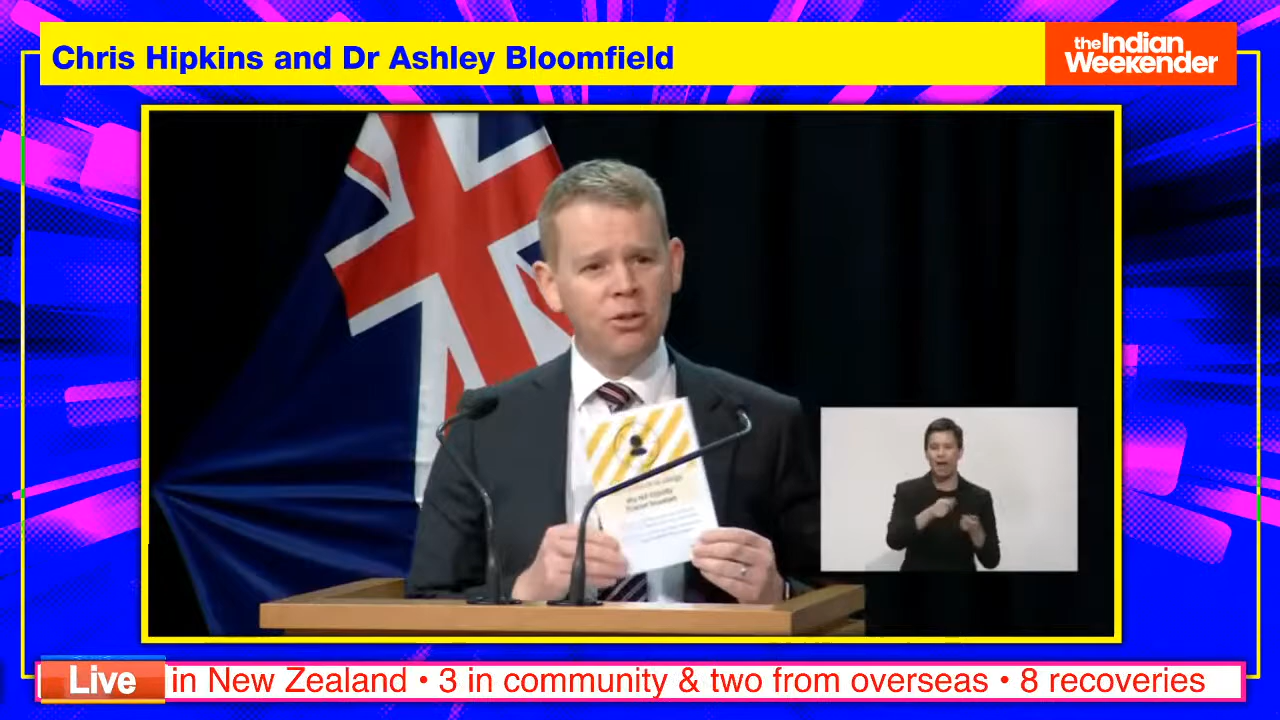 Chris Hipkins and Dr Ashley Bloomfield
the Indian
Weekender
Live
in New Zealand • 3 in community & two from overseas • 8 recoveries